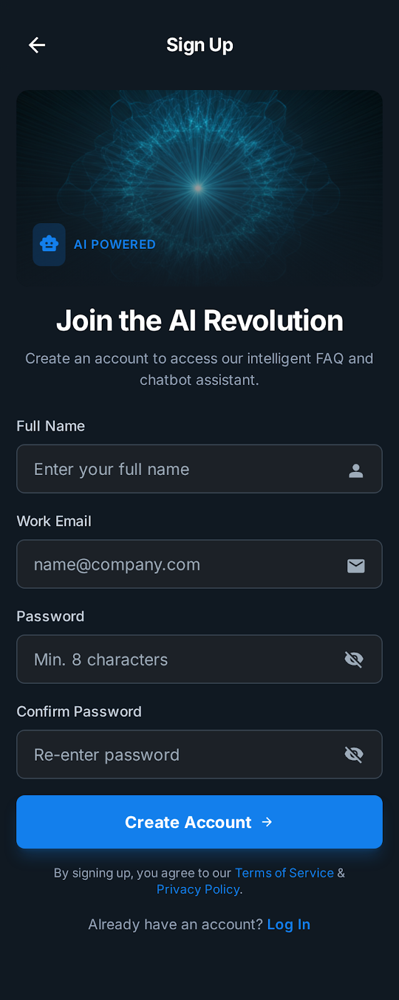 Sign Up
AI POWERED
Join the AI Revolution
Create an account to access our intelligent FAQ and
chatbot assistant.
Full Name
Enter your full name
Work Email
name@company.com
Password
Min. 8 characters
Confirm Password
Re-enter password
Create Account
By signing up, you agree to our Terms of Service &
Privacy Policy.
Already have an account? Log In